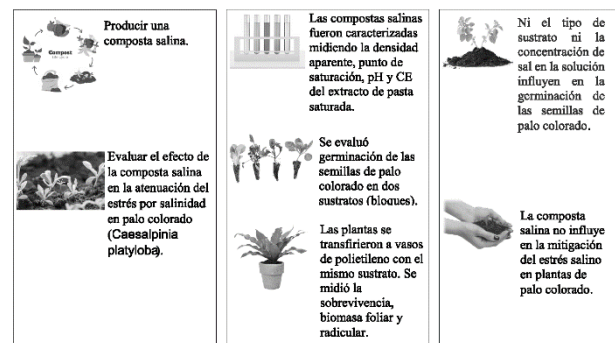 Compost
Producir una
composta salina.
Evaluar el efecto de
la composta salina
en la atenuación del
estrés por salinidad
en palo colorado
(Caesalpinia
platyloba).
Las compostas salinas
fueron caracterizadas
midiendo la densidad
aparente, punto de
saturación, pH y CE
del extracto de pasta
saturada.
Se evaluó
germinación de las
semillas de palo
colorado en dos
sustratos (bloques).
Las plantas se
transfirieron a vasos
de polietileno con el
mismo sustrato. Se
midió la
sobrevivencia,
biomasa foliar y
radicular.
Ni el tipo de
sustrato ni la
concentración de
sal en la solución
influyen en la
germinación de
las semillas de
palo colorado.
La composta
salina no influye
en la mitigación
del estrés salino
en plantas de
palo colorado.